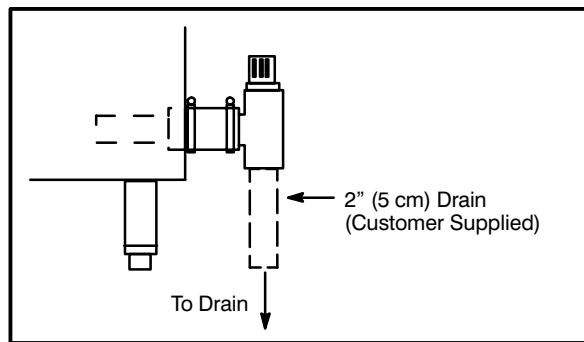 2” (5 cm) Drain
(Customer Supplied)
To Drain